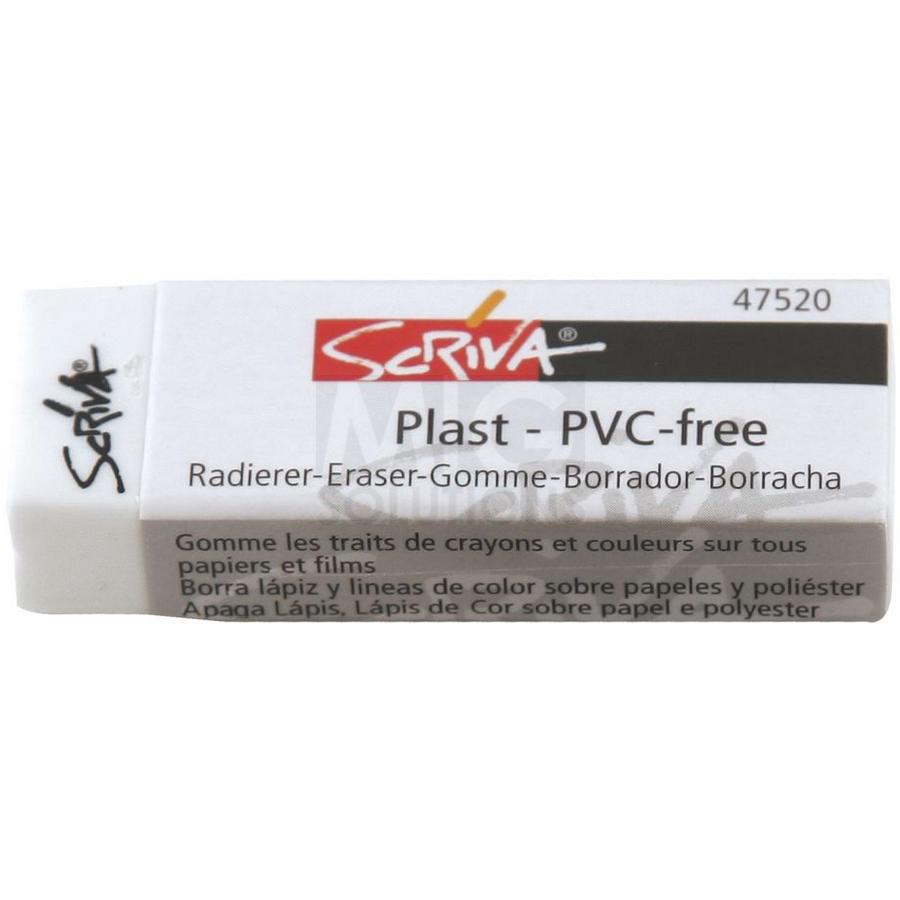 47520
SCRIVA®
Plast - PVC-free
Radierer-Eraser-Gomme-Borrador-Borracha
SCRIVA®
MG
SOLUTIONS
Gomme les traits de crayons et couleurs sur tous
papiers et films
Borra lápiz y lineas de color sobre papeles y poliéster
Apaga Lápis, Lápis de Cor sobre papel e polyester